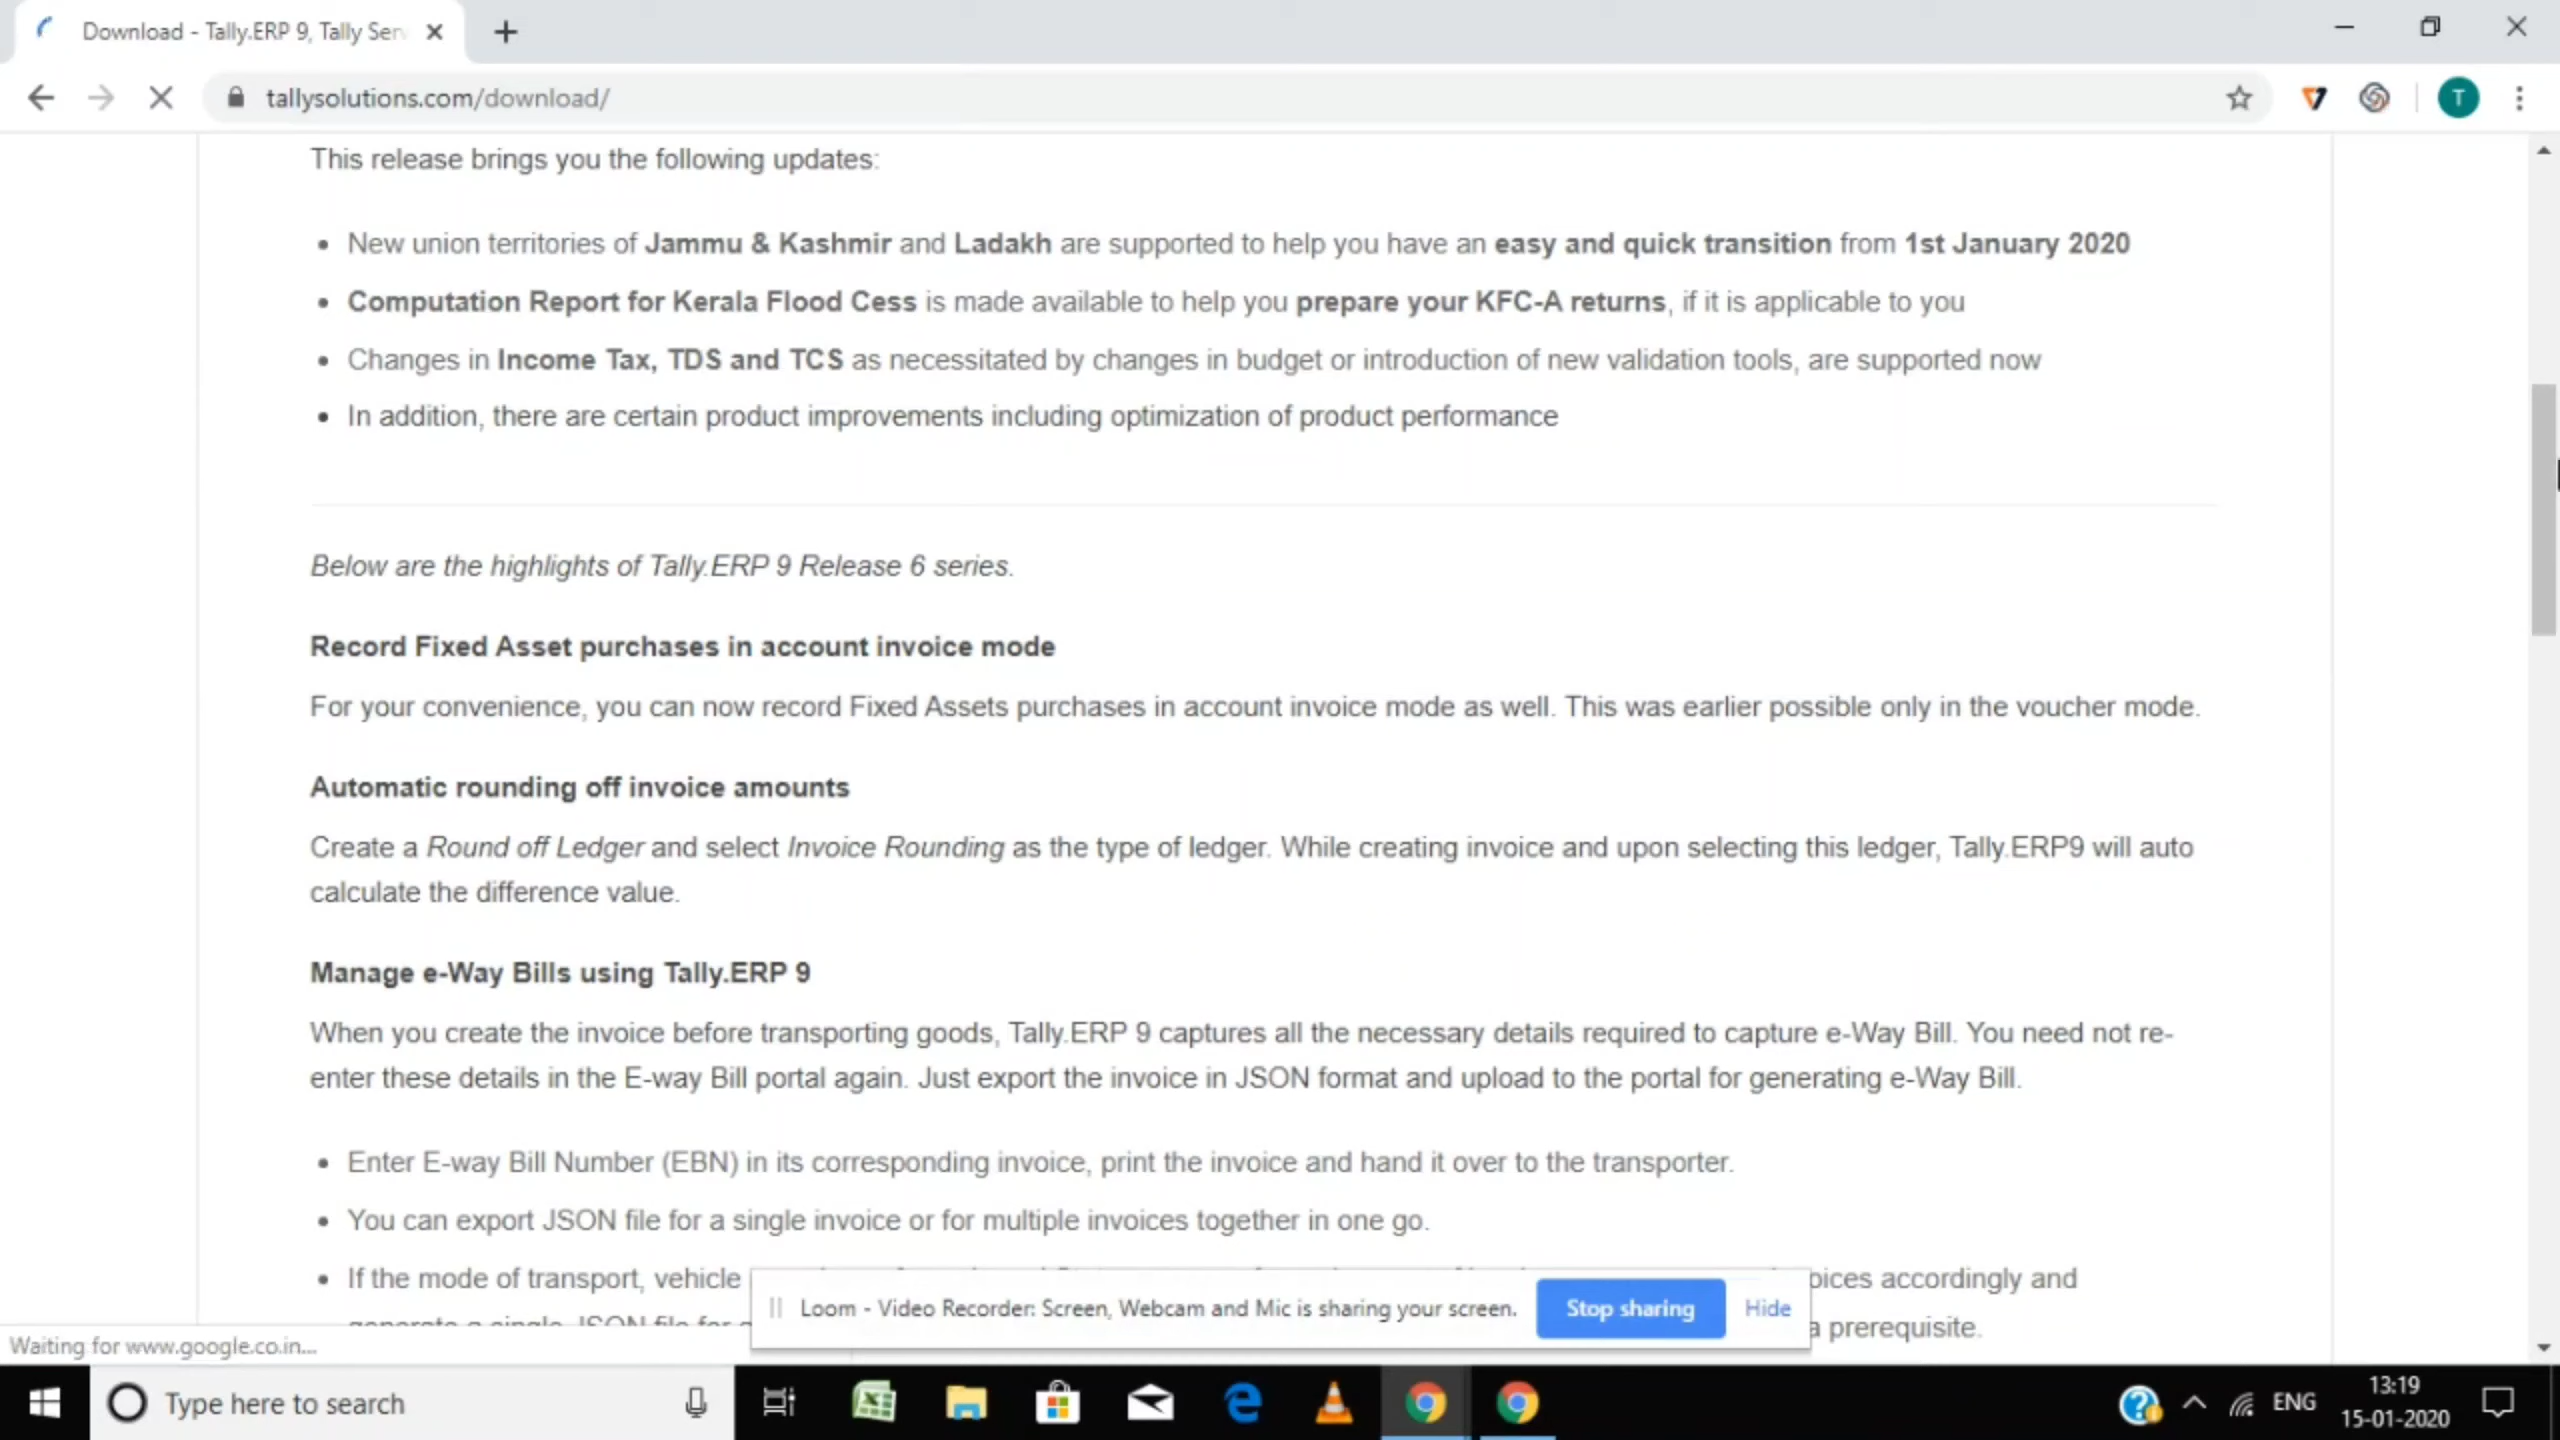 Download - Tally.ERP 9, Tally Ser
tallysolutions.com/download/
T
This release brings you the following updates:
• New union territories of Jammu & Kashmir and Ladakh are supported to help you have an easy and quick transition from 1st January 2020
• Computation Report for Kerala Flood Cess is made available to help you prepare your KFC-A returns, if it is applicable to you
• Changes in Income Tax, TDS and TCS as necessitated by changes in budget or introduction of new validation tools, are supported now
• In addition, there are certain product improvements including optimization of product performance
Below are the highlights of Tally.ERP 9 Release 6 series.
Record Fixed Asset purchases in account invoice mode
For your convenience, you can now record Fixed Assets purchases in account invoice mode as well. This was earlier possible only in the voucher mode.
Automatic rounding off invoice amounts
Create a Round off Ledger and select Invoice Rounding as the type of ledger. While creating invoice and upon selecting this ledger, Tally.ERP9 will auto
calculate the difference value.
Manage e-Way Bills using Tally.ERP 9
When you create the invoice before transporting goods, Tally.ERP 9 captures all the necessary details required to capture e-Way Bill. You need not re-
enter these details in the E-way Bill portal again. Just export the invoice in JSON format and upload to the portal for generating e-Way Bill.
• Enter E-way Bill Number (EBN) in its corresponding invoice, print the invoice and hand it over to the transporter.
• You can export JSON file for a single invoice or for multiple invoices together in one go.
• If the mode of transport, vehicle oices accordingly and
generate a single JSON file for a prerequisite.
Loom - Video Recorder: Screen, Webcam and Mic is sharing your screen. Stop sharing Hide
Waiting for www.google.co.in...
Type here to search
ENG
13:19
15-01-2020